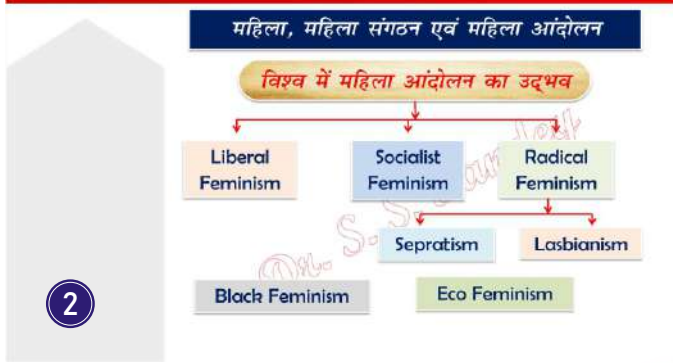 महिला, महिला संगठन एवं महिला आंदोलन
विश्व में महिला आंदोलन का उद्भव
Liberal
Feminism
Socialist
Feminism
Radical
Feminism
Sepratism
Lasbianism
Black Feminism
Eco Feminism
2
Dr. S. S.